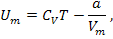 U_m = C_V T − a/V_m ,